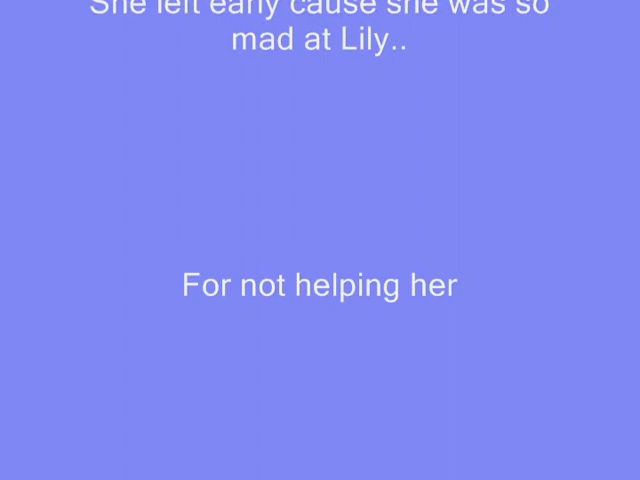 She left early cause she was so
mad at Lily..
For not helping her